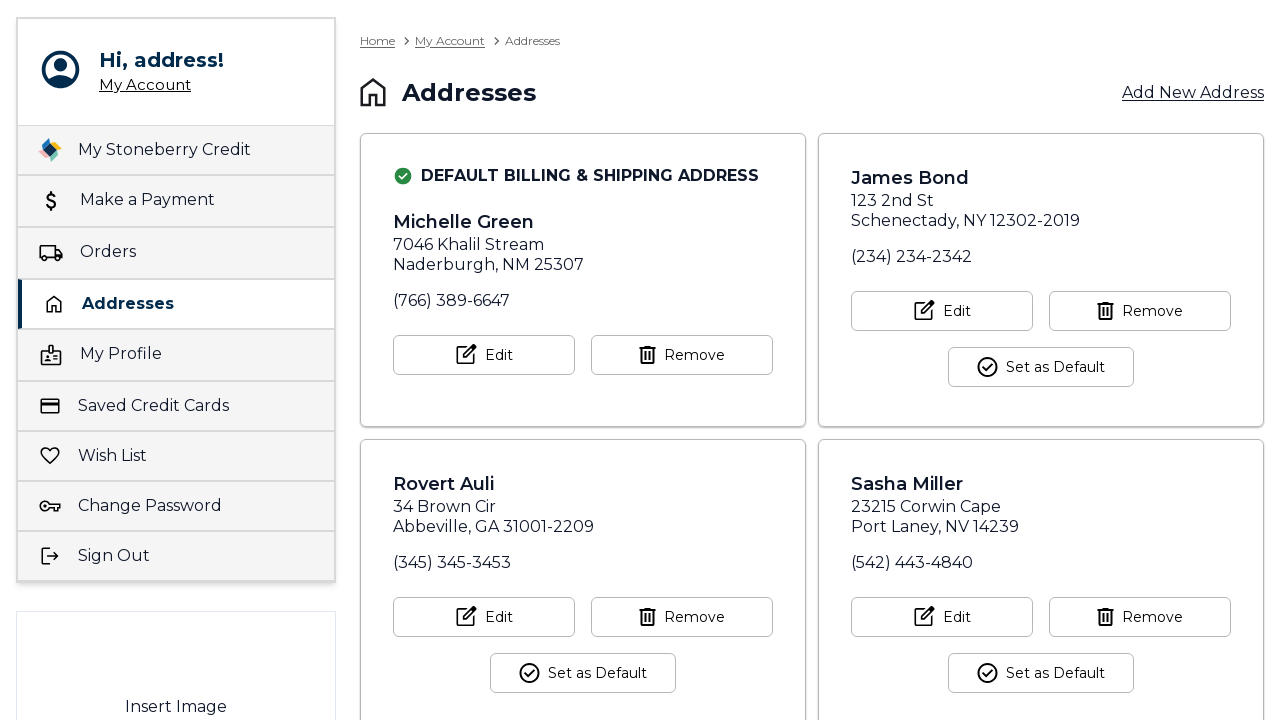 Hi, address!
My Account
My Stoneberry Credit
Make a Payment
Orders
Addresses
My Profile
Saved Credit Cards
Wish List
Change Password
Sign Out
Insert Image
Home > My Account > Addresses
Addresses
Add New Address
DEFAULT BILLING & SHIPPING ADDRESS
Michelle Green
7046 Khalil Stream
Naderburgh, NM 25307
(766) 389-6647
Edit
Remove
James Bond
123 2nd St
Schenectady, NY 12302-2019
(234) 234-2342
Edit
Remove
Set as Default
Rovert Auli
34 Brown Cir
Abbeville, GA 31001-2209
(345) 345-3453
Edit
Remove
Set as Default
Sasha Miller
23215 Corwin Cape
Port Laney, NV 14239
(542) 443-4840
Edit
Remove
Set as Default